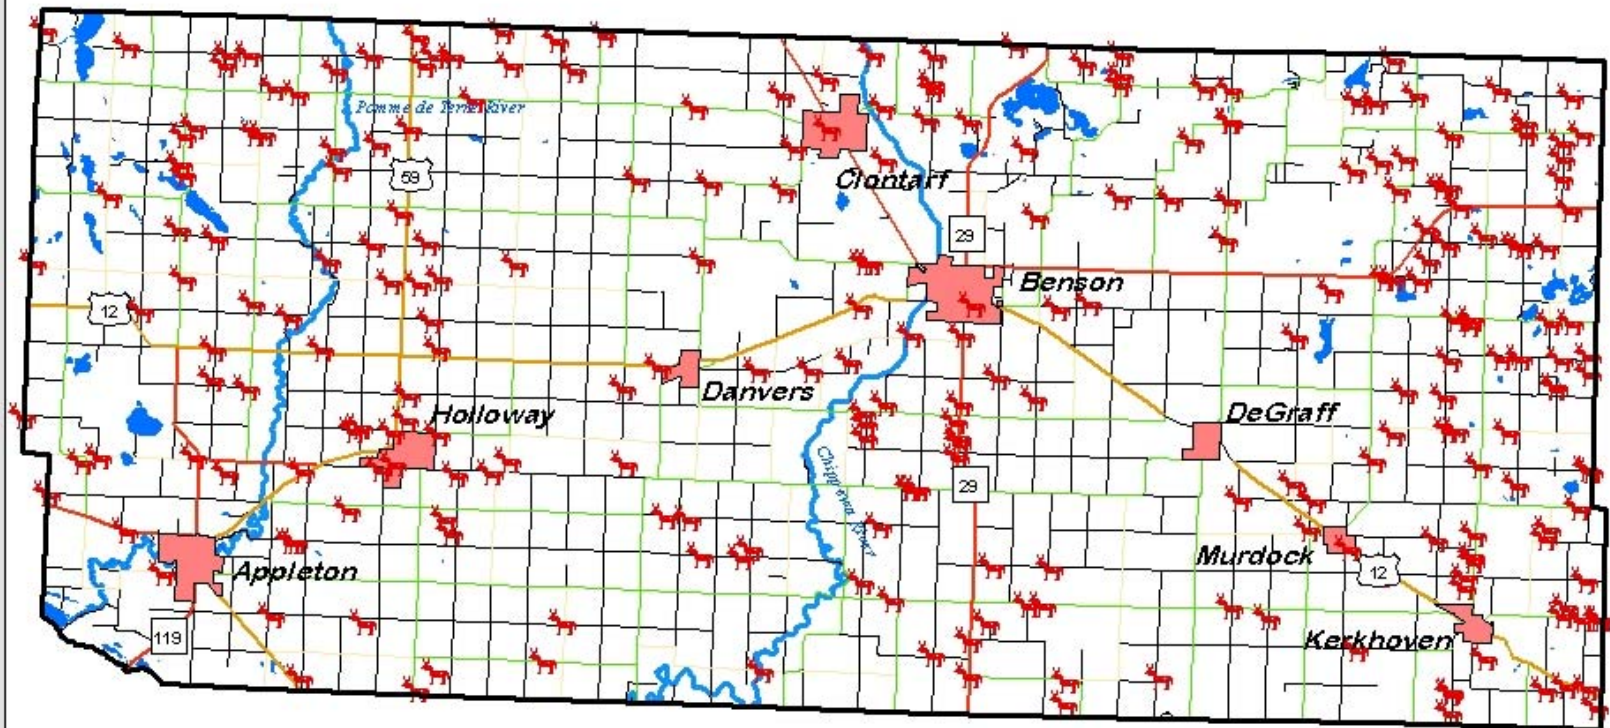 Pomme de Terre River
59
Clontarf
29
Benson
12
Danvers
Holloway
DeGraff
Chippewa River
29
Murdock
Appleton
12
119
Kerkhoven